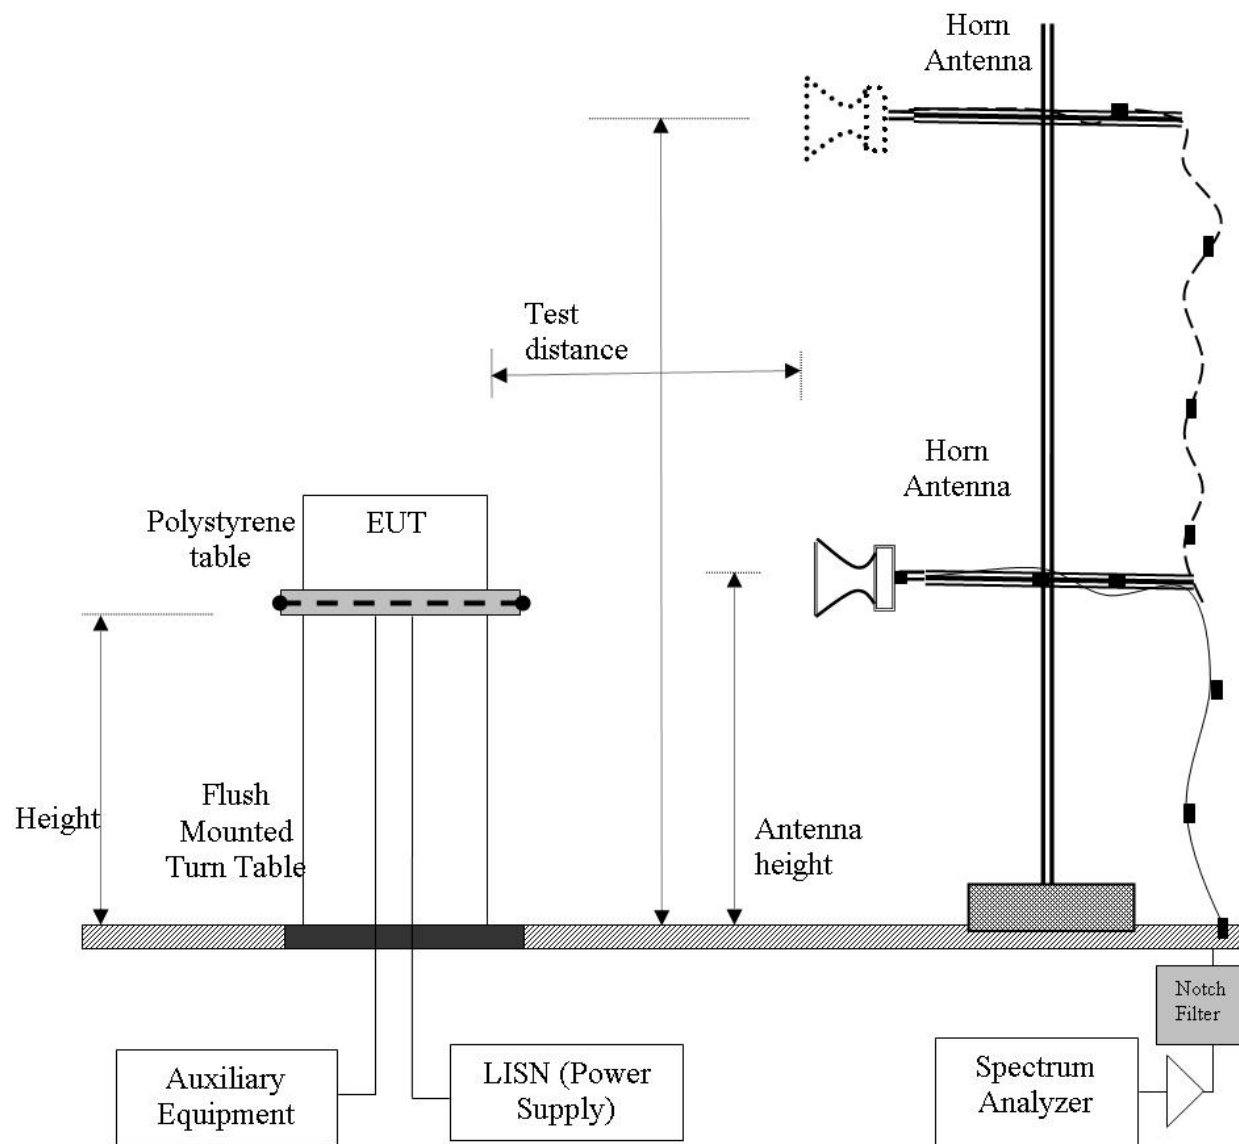 Horn
Antenna
Test
distance
Horn
Antenna
Polystyrene
table
EUT
Height
Flush
Mounted
Turn Table
Antenna
height
Notch
Filter
Auxiliary
Equipment
LISN (Power
Supply)
Spectrum
Analyzer